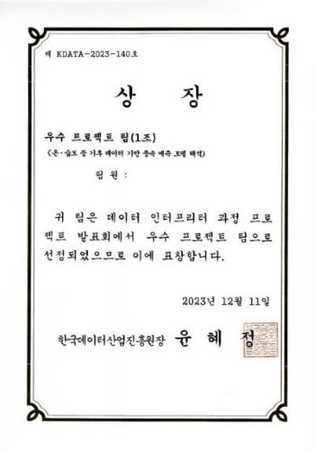 제 KDATA-2023-140호
상 장
우수 프로젝트 팀(1조)
《온·습도 등 기후 데이터 기반 풍속 예측 모델 해석》
팀 원 :
귀 팀은 데이터 인터프리터 과정 프로
젝트 발표회에서 우수 프로젝트 팀으로
선정되었으므로 이에 표창합니다.
2023년 12월 11일
한국데이터산업진흥원장 윤 혜 정